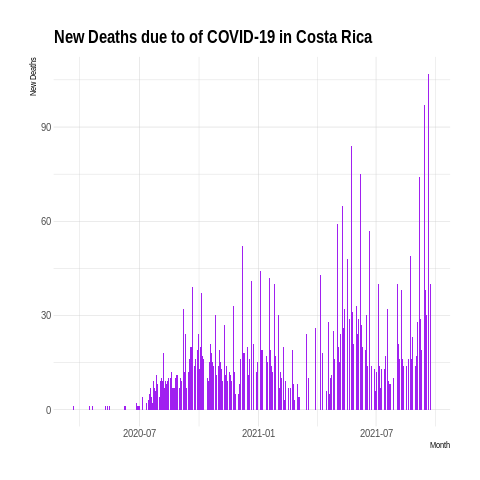 New Deaths due to of COVID-19 in Costa Rica
New Deaths
90
60
30
0
2020-07 2021-01 2021-07
Month